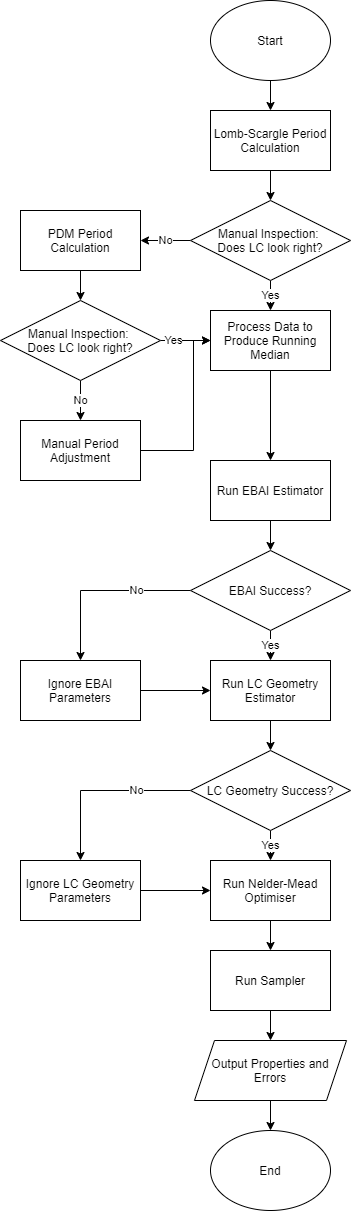 Start
Lomb-Scargle Period
Calculation
Manual Inspection:
Does LC look right?
No
PDM Period
Calculation
Yes
Manual Inspection:
Does LC look right?
Yes
Process Data to
Produce Running
Median
No
Manual Period
Adjustment
Run EBAI Estimator
EBAI Success?
No
Yes
Ignore EBAI
Parameters
Run LC Geometry
Estimator
LC Geometry Success?
No
Yes
Ignore LC Geometry
Parameters
Run Nelder-Mead
Optimiser
Run Sampler
Output Properties and
Errors
End